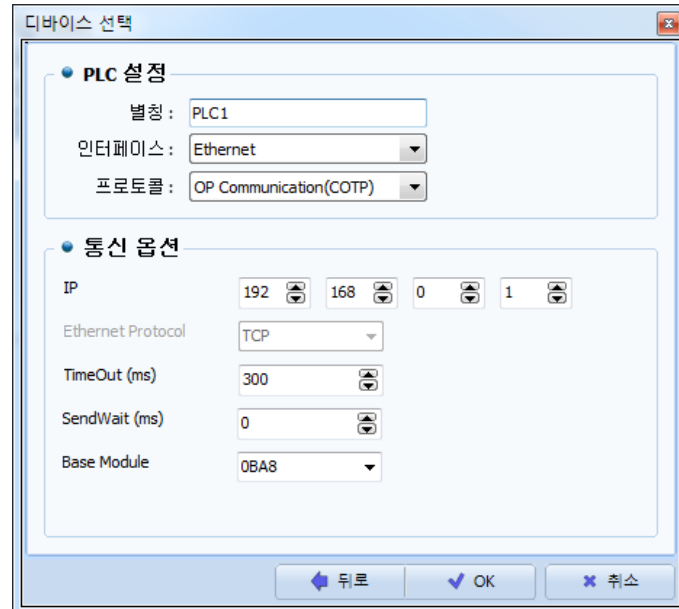 디바이스 선택
PLC 설정
별칭 : PLC1
인터페이스 : Ethernet
프로토콜 : OP Communication(COTP)
통신 옵션
IP 192 168 0 1
Ethernet Protocol TCP
TimeOut (ms) 300
SendWait (ms) 0
Base Module 0BA8
뒤로 OK 취소